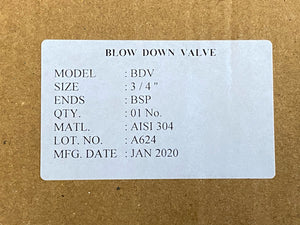 BLOW DOWN VALVE
MODEL : BDV
SIZE : 3 / 4 "
ENDS : BSP
QTY. : 01 No.
MATL. : AISI 304
LOT. NO. : A624
MFG. DATE : JAN 2020